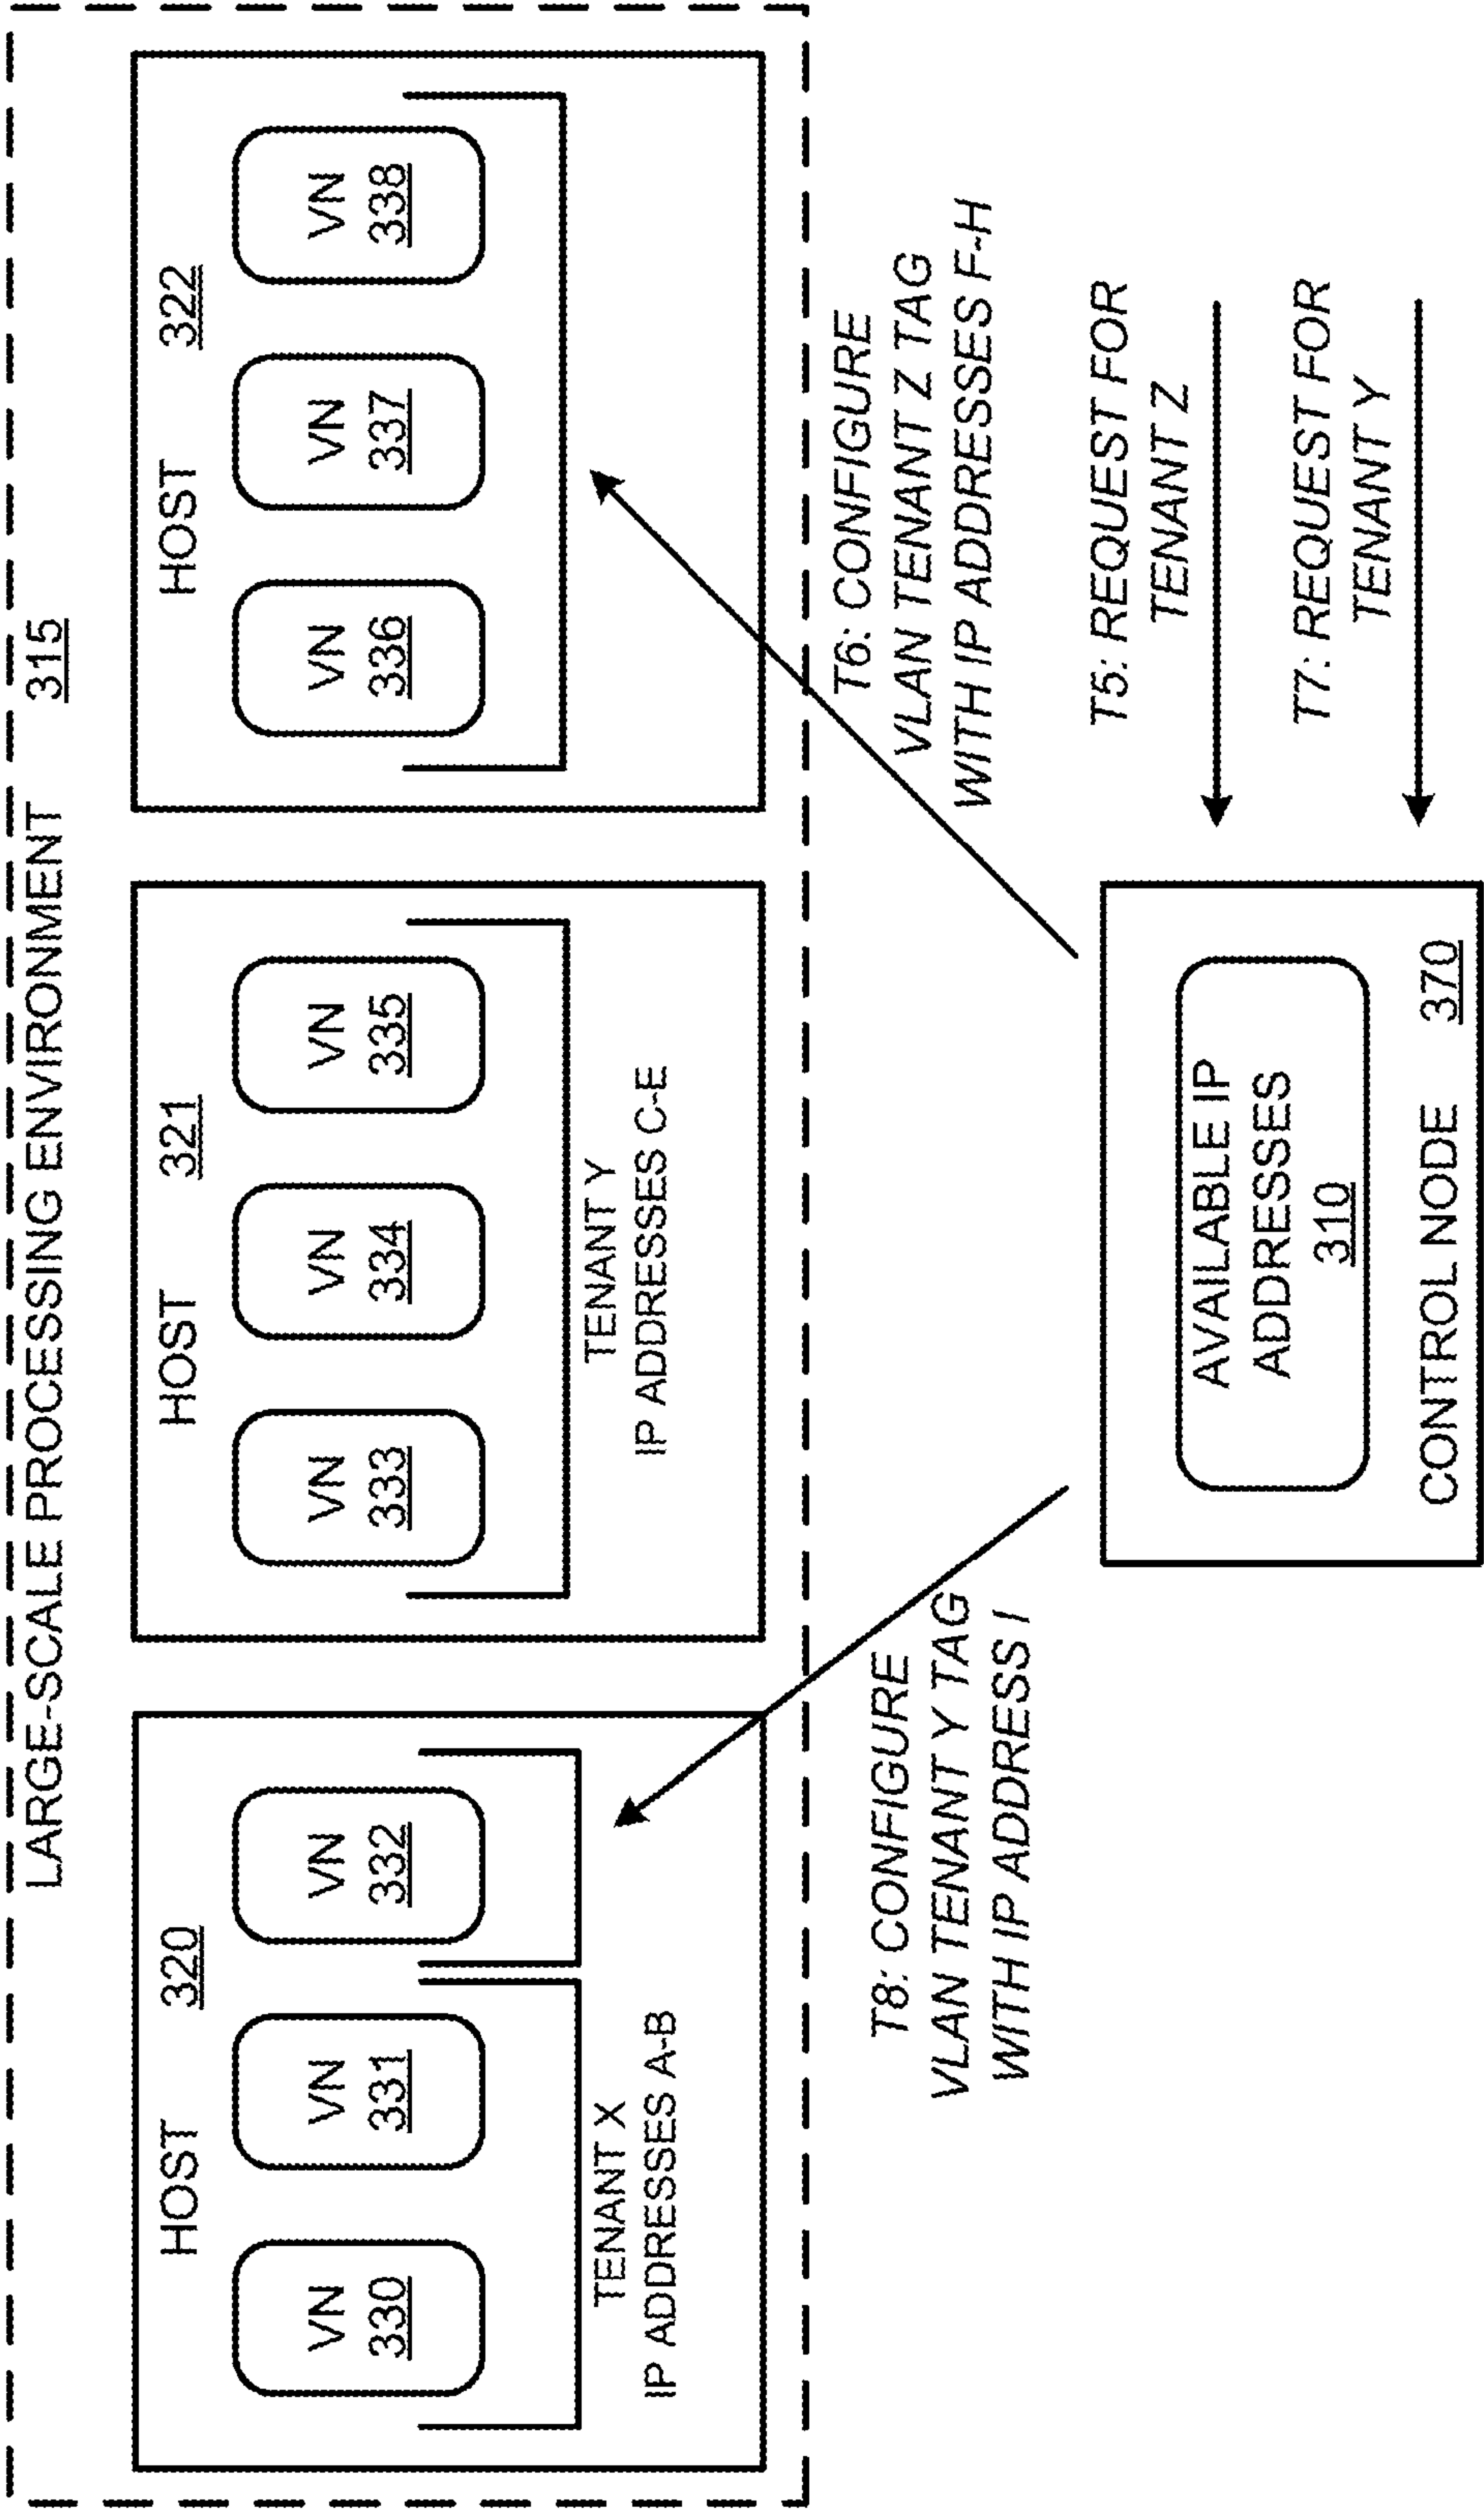 LARGE-SCALE PROCESSING ENVIRONMENT 315
HOST 320
VN
330
VN
331
VN
332
TENANT X
IP ADDRESSES A-B
HOST 321
VN
333
VN
334
VN
335
TENANT Y
IP ADDRESSES C-E
HOST 322
VN
336
VN
337
VN
338
T8: CONFIGURE
VLAN TENANT Y TAG
WITH IP ADDRESS I
T6: CONFIGURE
VLAN TENANT Z TAG
WITH IP ADDRESSES F-H
AVAILABLE IP
ADDRESSES
310
CONTROL NODE 370
T5: REQUEST FOR
TENANT Z
T7: REQUEST FOR
TENANT Y